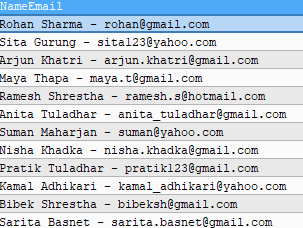 NameEmail
Rohan Sharma - rohan@gmail.com
Sita Gurung - sita123@yahoo.com
Arjun Khatri - arjun.khatri@gmail.com
Maya Thapa - maya.t@gmail.com
Ramesh Shrestha - ramesh.s@hotmail.com
Anita Tuladhar - anita_tuladhar@gmail.com
Suman Maharjan - suman@yahoo.com
Nisha Khadka - nisha.khadka@gmail.com
Pratik Tuladhar - pratik123@gmail.com
Kamal Adhikari - kamal_adhikari@yahoo.com
Bibek Shrestha - bibeksh@gmail.com
Sarita Basnet - sarita.basnet@gmail.com